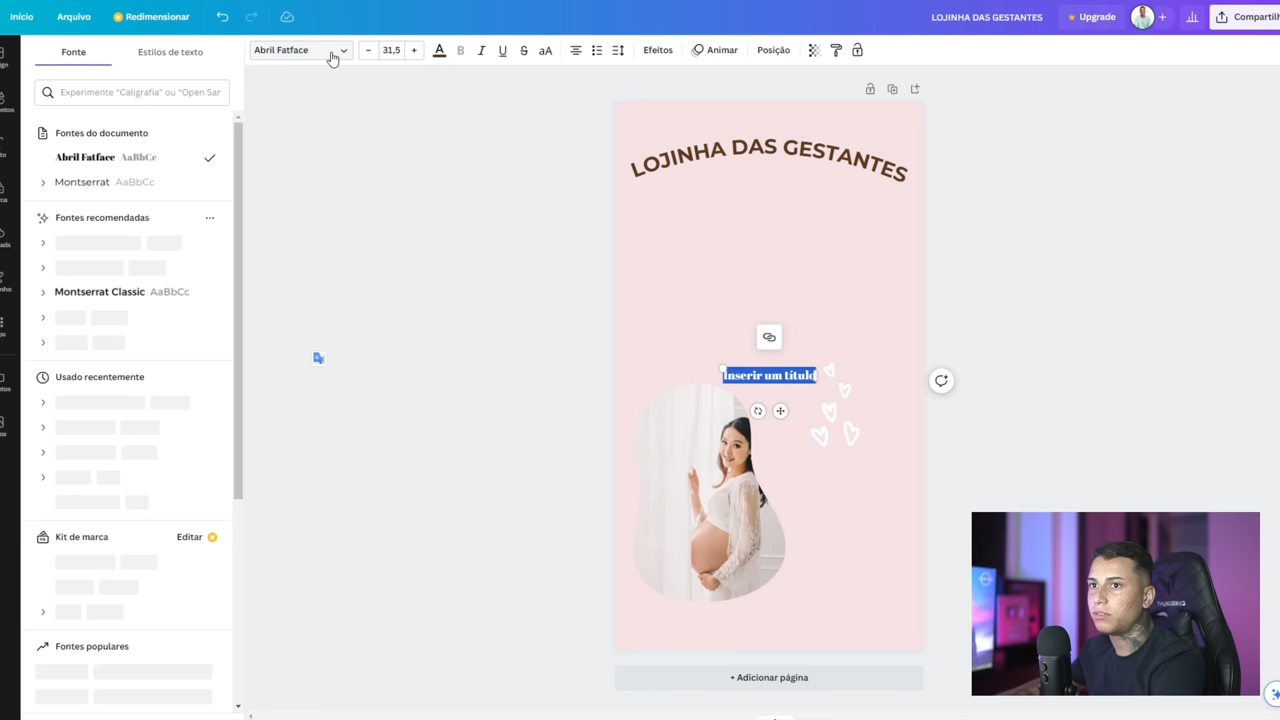 Início Arquivo Redimensionar LOJINHA DAS GESTANTES Upgrade Compartilh
Fonte Estilos de texto Abril Fatface 31,5 A B I U S aA Efeitos Animar Posição
Experimente “Caligrafia” ou “Open Sar
Fontes do documento
Abril Fatface AaBbCc
Montserrat AaBbCc
Fontes recomendadas
Montserrat Classic AaBbCc
Usado recentemente
Kit de marca Editar
Fontes populares
LOJINHA DAS GESTANTES
Inserir um título
+ Adicionar página